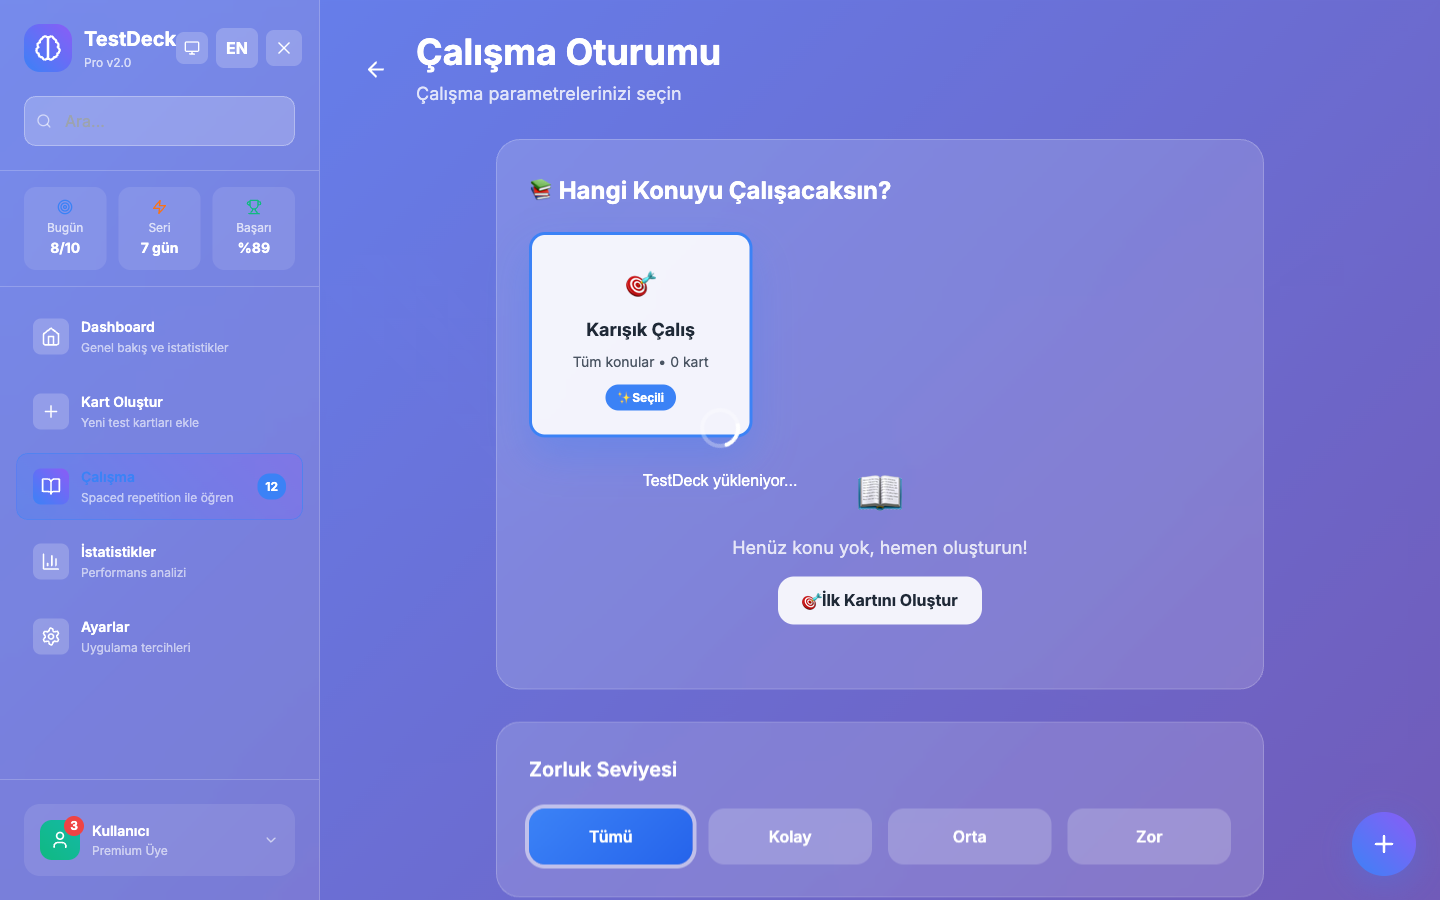 TestDeck
Pro v2.0
EN
Ara...
Bugün
8/10
Seri
7 gün
Başarı
%89
Dashboard
Genel bakış ve istatistikler
Kart Oluştur
Yeni test kartları ekle
Çalışma
Spaced repetition ile öğren
12
İstatistikler
Performans analizi
Ayarlar
Uygulama tercihleri
3
Kullanıcı
Premium Üye
Çalışma Oturumu
Çalışma parametrelerinizi seçin
Hangi Konuyu Çalışacaksın?
Karışık Çalış
Tüm konular • 0 kart
Seçili
TestDeck yükleniyor...
Henüz konu yok, hemen oluşturun!
İlk Kartını Oluştur
Zorluk Seviyesi
Tümü
Kolay
Orta
Zor